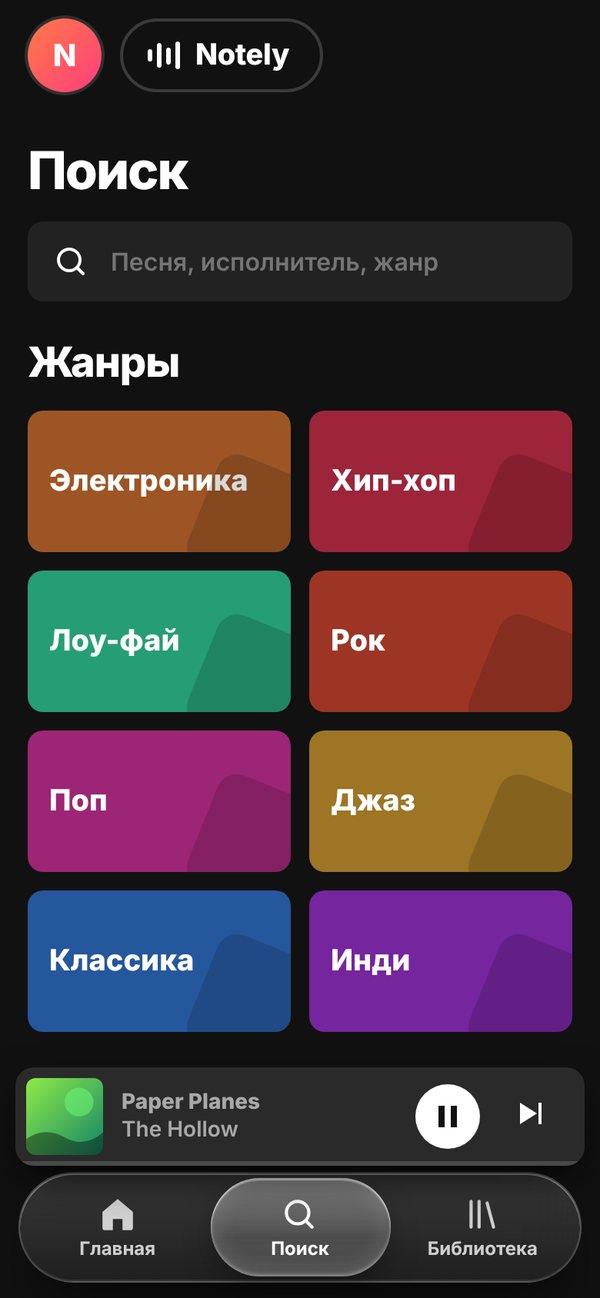 N
Notely
Поиск
Песня, исполнитель, жанр
Жанры
Электроника
Хип-хоп
Лоу-фай
Рок
Поп
Джаз
Классика
Инди
Paper Planes
The Hollow
Главная
Поиск
Библиотека